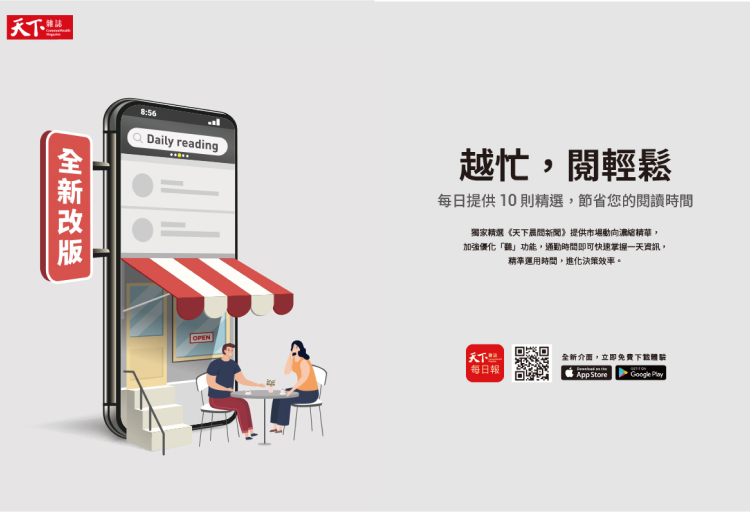 天下雜誌
CommonWealth
Magazine
8:56
Daily reading
全新改版
OPEN
越忙，閱輕鬆
每日提供 10 則精選，節省您的閱讀時間
獨家精選《天下晨間新聞》提供市場動向濃縮精華，
加強優化「聽」功能，通勤時間即可快速掌握一天資訊，
精準運用時間，進化決策效率。
天下雜誌
每日報
全新介面，立即免費下載體驗
Download on the
App Store
GET IT ON
Google Play